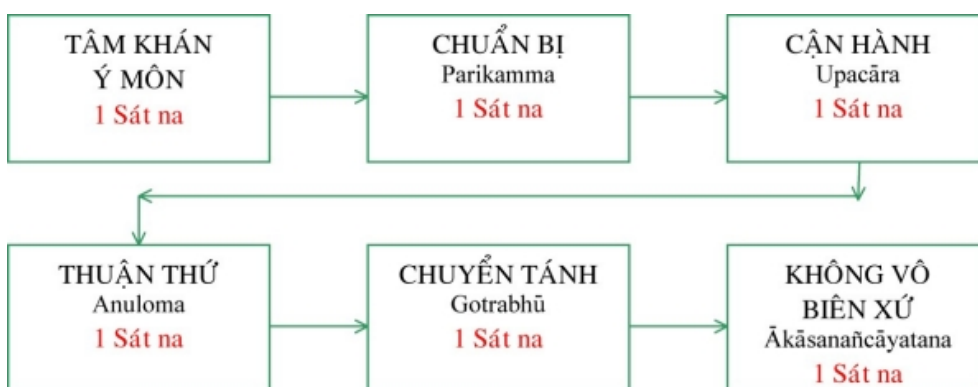 TÂM KHÁN
Ý MÔN
1 Sát na
CHUẨN BỊ
Parikamma
1 Sát na
CẬN HÀNH
Upacāra
1 Sát na
THUẬN THỨ
Anuloma
1 Sát na
CHUYỂN TÁNH
Gotrabhū
1 Sát na
KHÔNG VÔ
BIÊN XỨ
Ākāsanañcāyatana
1 Sát na